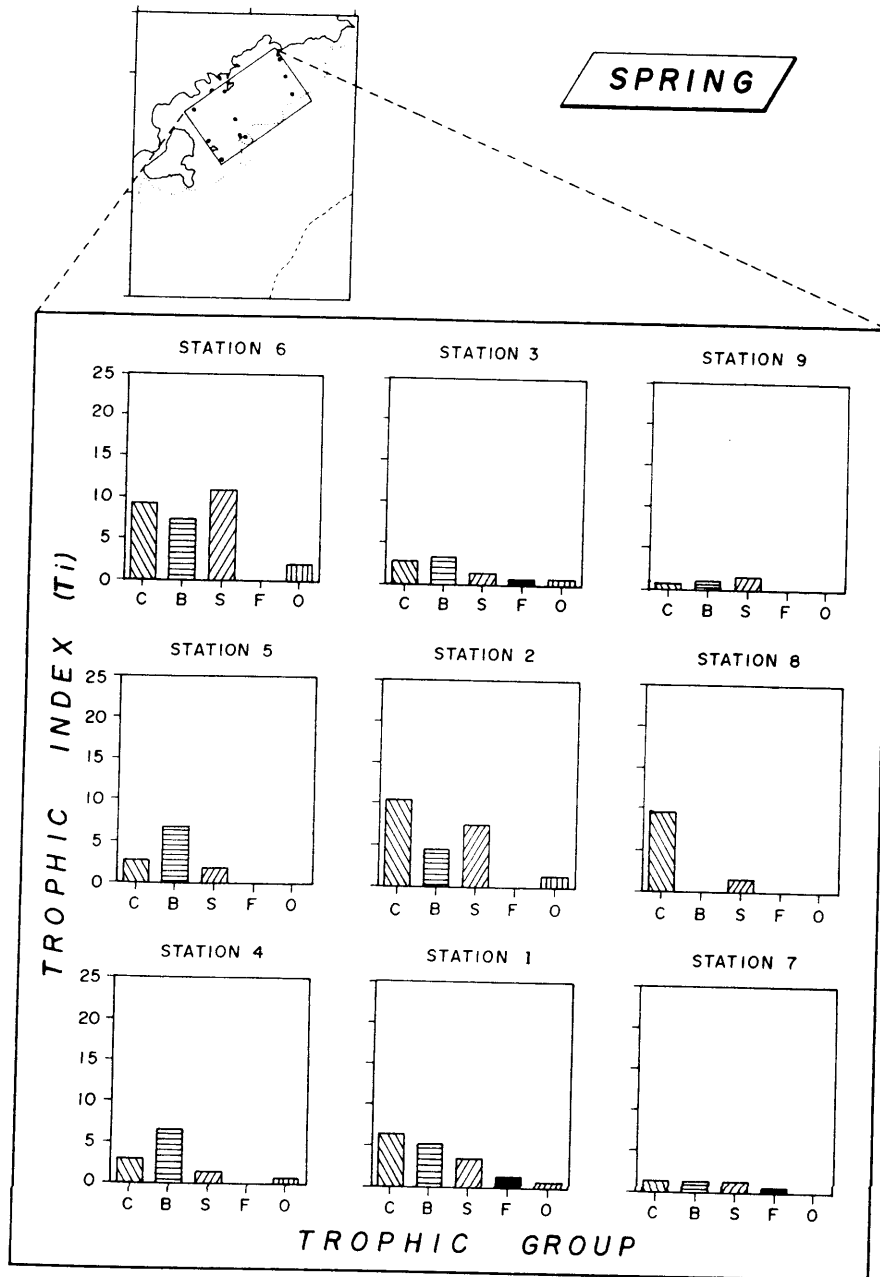 SPRING
STATION 6
STATION 3
STATION 9
25
20
15
10
5
0
C B S F O
C B S F O
C B S F O
STATION 5
STATION 2
STATION 8
25
20
15
10
5
0
C B S F O
C B S F O
C B S F O
STATION 4
STATION 1
STATION 7
25
20
15
10
5
0
C B S F O
C B S F O
C B S F O
TROPHIC INDEX (Ti)
TROPHIC GROUP